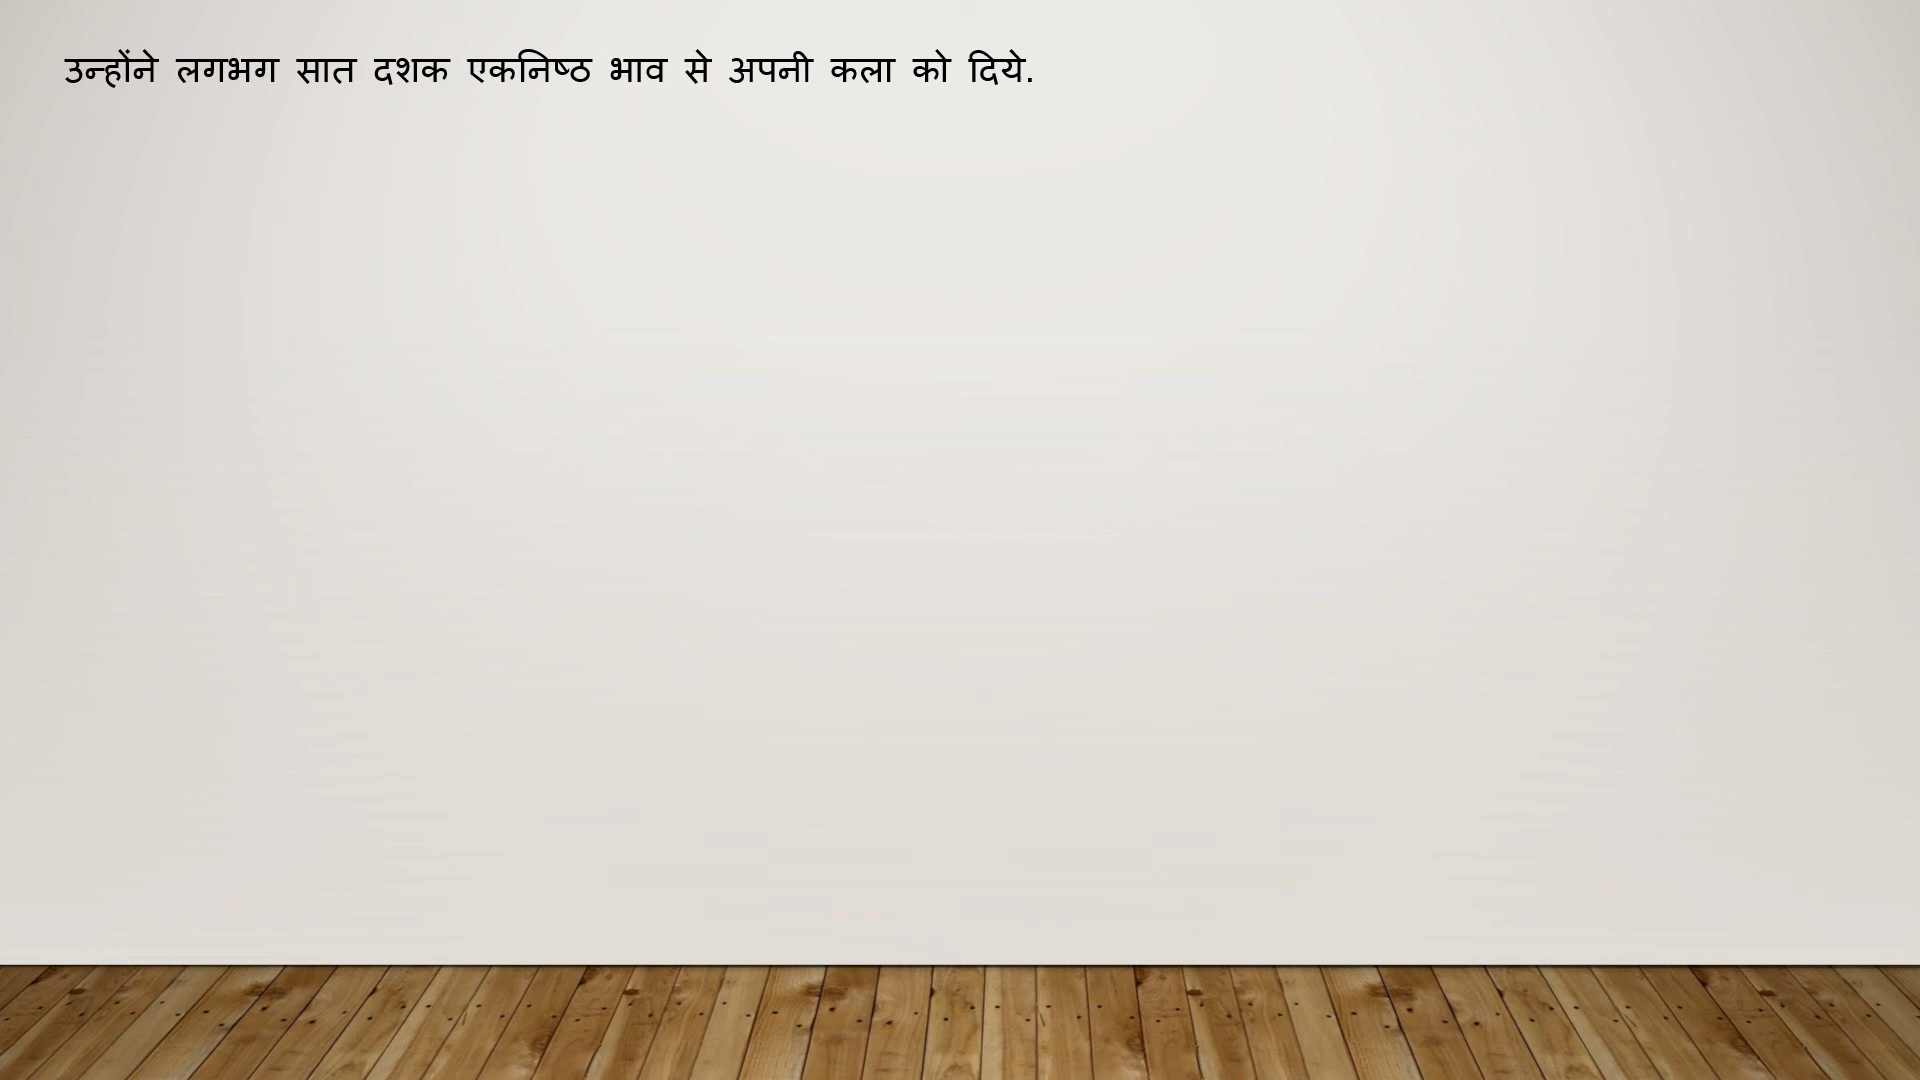 उन्होंने लगभग सात दशक एकनिष्ठ भाव से अपनी कला को दिये.